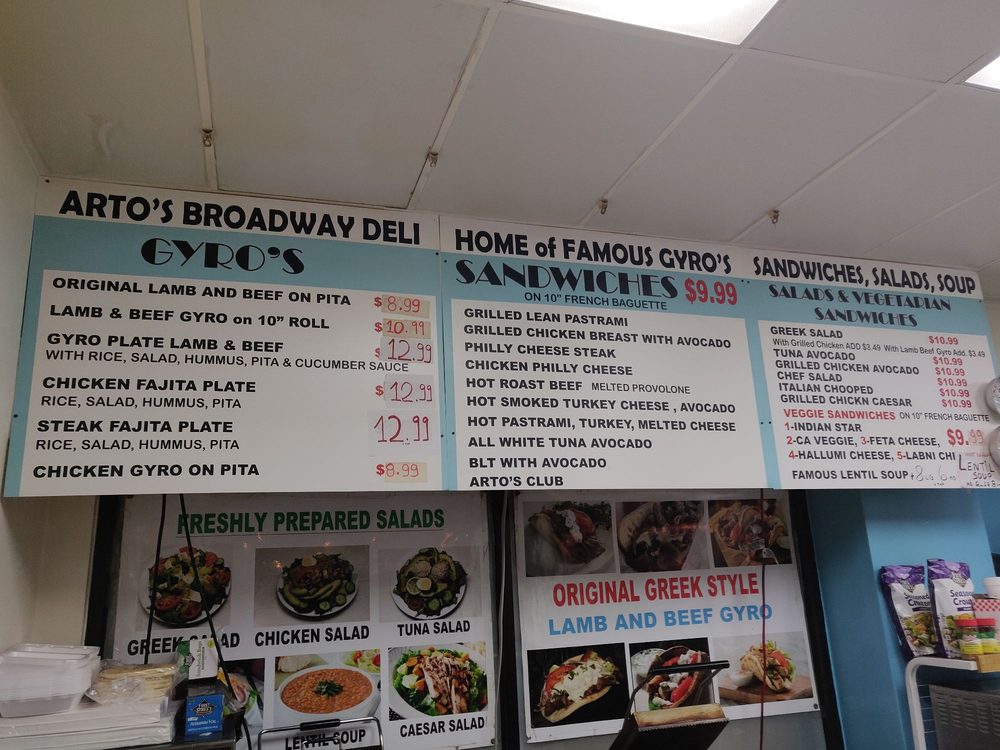 ARTO'S BROADWAY DELI
GYRO'S
ORIGINAL LAMB AND BEEF ON PITA $8.99
LAMB & BEEF GYRO on 10" ROLL $10.99
GYRO PLATE LAMB & BEEF $12.99
WITH RICE, SALAD, HUMMUS, PITA & CUCUMBER SAUCE
CHICKEN FAJITA PLATE $12.99
RICE, SALAD, HUMMUS, PITA
STEAK FAJITA PLATE 12.99
RICE, SALAD, HUMMUS, PITA
CHICKEN GYRO ON PITA $8.99
HOME of FAMOUS GYRO'S
SANDWICHES $9.99
ON 10" FRENCH BAGUETTE
GRILLED LEAN PASTRAMI
GRILLED CHICKEN BREAST WITH AVOCADO
PHILLY CHEESE STEAK
CHICKEN PHILLY CHEESE
HOT ROAST BEEF MELTED PROVOLONE
HOT SMOKED TURKEY CHEESE , AVOCADO
HOT PASTRAMI, TURKEY, MELTED CHEESE
ALL WHITE TUNA AVOCADO
BLT WITH AVOCADO
ARTO'S CLUB
SANDWICHES, SALADS, SOUP
SALADS & VEGETARIAN
SANDWICHES
GREEK SALAD $10.99
With Grilled Chicken ADD $3.49 With Lamb Beef Gyro Add. $3.49
TUNA AVOCADO $10.99
GRILLED CHICKEN AVOCADO $10.99
CHEF SALAD $10.99
ITALIAN CHOOPED $10.99
GRILLED CHICKN CAESAR $10.99
VEGGIE SANDWICHES ON 10" FRENCH BAGUETTE
1-INDIAN STAR
2-CA VEGGIE, 3-FETA CHEESE, $9.99
4-HALLUMI CHEESE, 5-LABNI CHI
FAMOUS LENTIL SOUP
LENTIL
SOUP
FRESHLY PREPARED SALADS
GREEK SALAD
CHICKEN SALAD
TUNA SALAD
LENTIL SOUP
CAESAR SALAD
ORIGINAL GREEK STYLE
LAMB AND BEEF GYRO